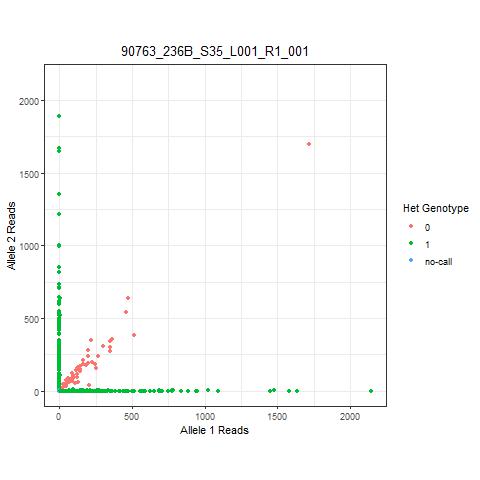 90763_236B_S35_L001_R1_001
Allele 2 Reads
2000
1500
1000
500
0
0 500 1000 1500 2000
Allele 1 Reads
Het Genotype
0
1
no-call